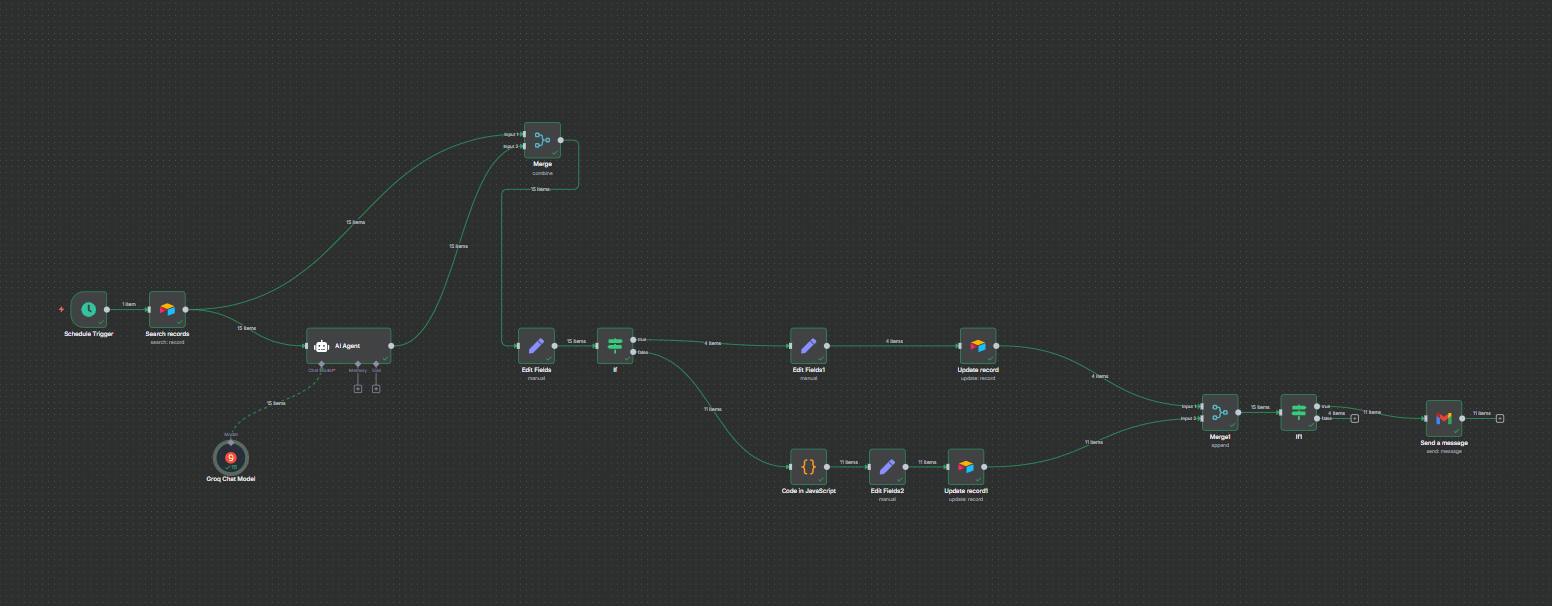 Input 1
Input 2
Merge
combine
15 items
15 items
15 items
1 item
15 items
Schedule Trigger
Search records
search: record
AI Agent
Chat Model*
Memory
Tool
15 items
Model
15
Groq Chat Model
15 items
Edit Fields
manual
true
false
If
4 items
Edit Fields1
manual
4 items
Update record
update: record
4 items
11 items
11 items
11 items
Code in JavaScript
Edit Fields2
manual
Update record1
update: record
11 items
Input 1
Input 2
Merge1
append
15 items
true
false
4 items
If1
11 items
Send a message
send: message
11 items